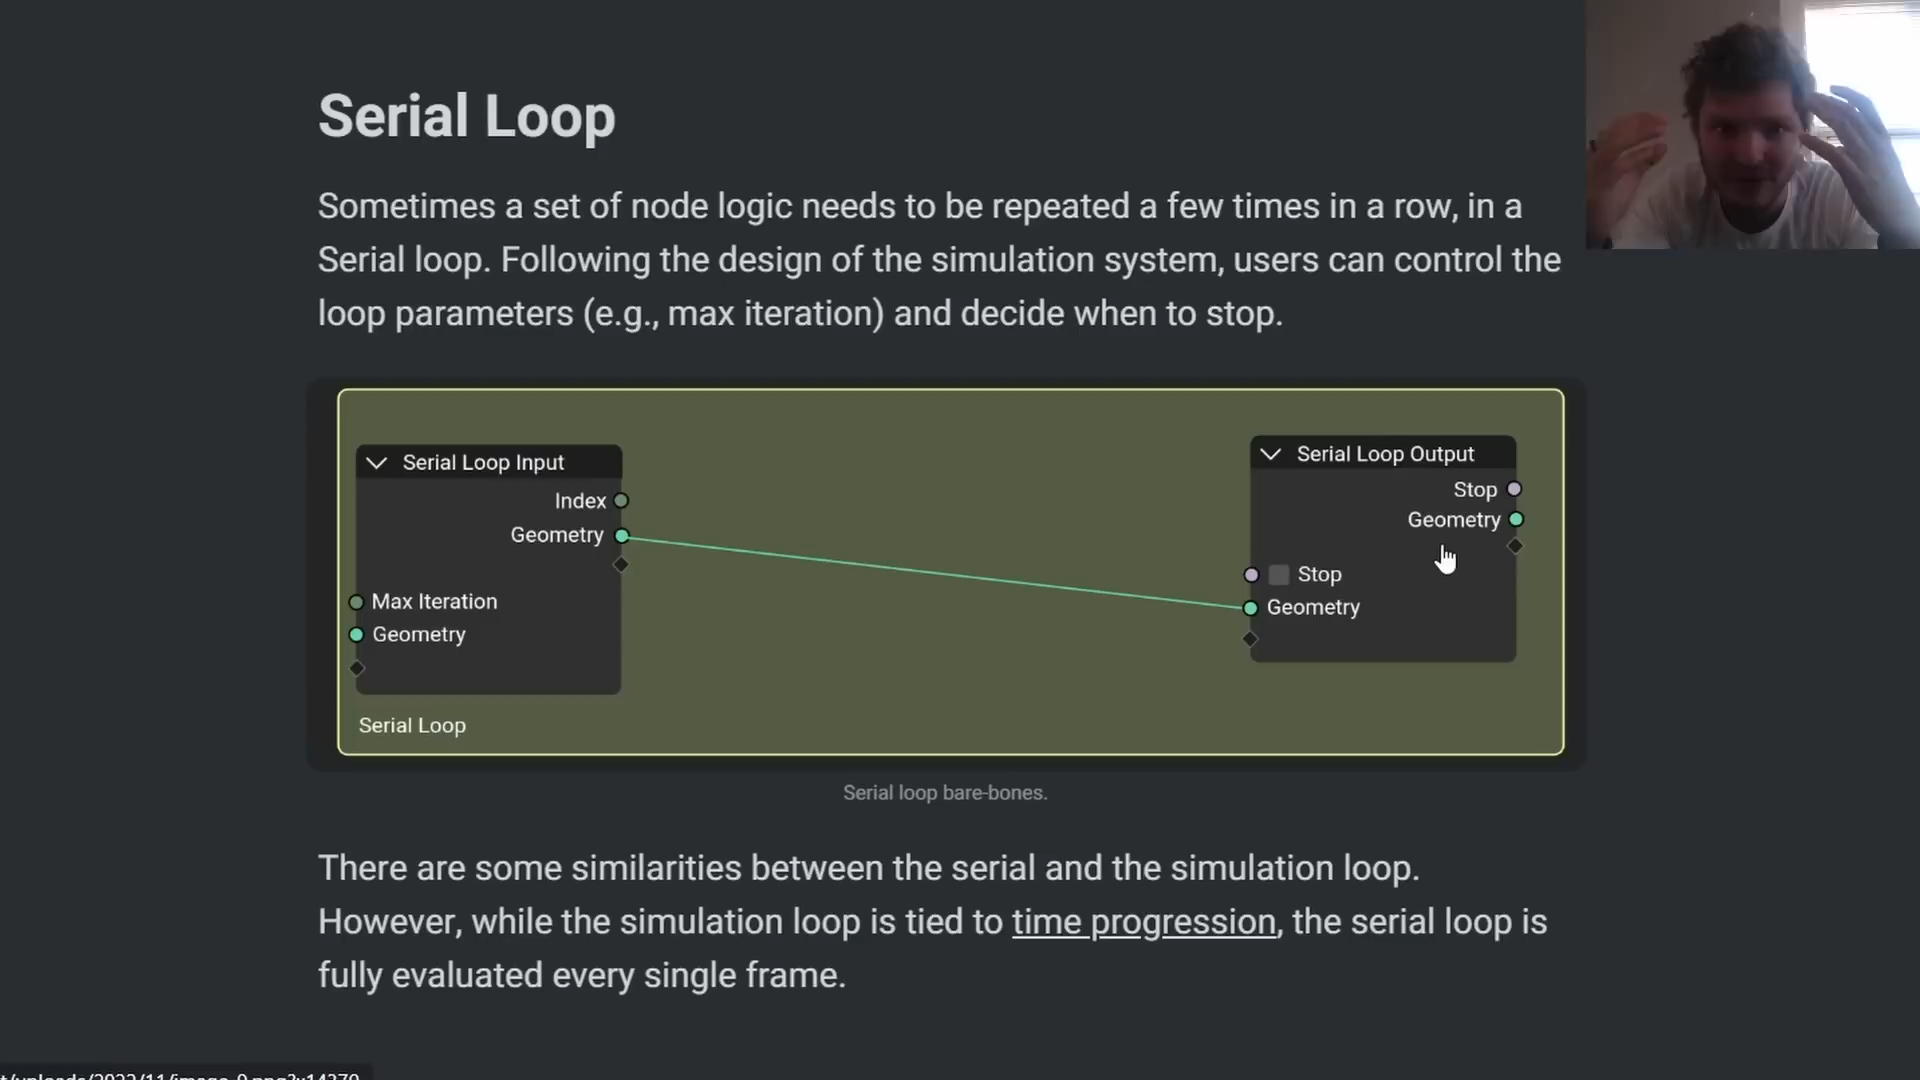 Serial Loop
Sometimes a set of node logic needs to be repeated a few times in a row, in a
Serial loop. Following the design of the simulation system, users can control the
loop parameters (e.g., max iteration) and decide when to stop.
Serial Loop Input
Index
Geometry
Max Iteration
Geometry
Serial Loop
Serial Loop Output
Stop
Geometry
Stop
Geometry
Serial loop bare-bones.
There are some similarities between the serial and the simulation loop.
However, while the simulation loop is tied to time progression, the serial loop is
fully evaluated every single frame.